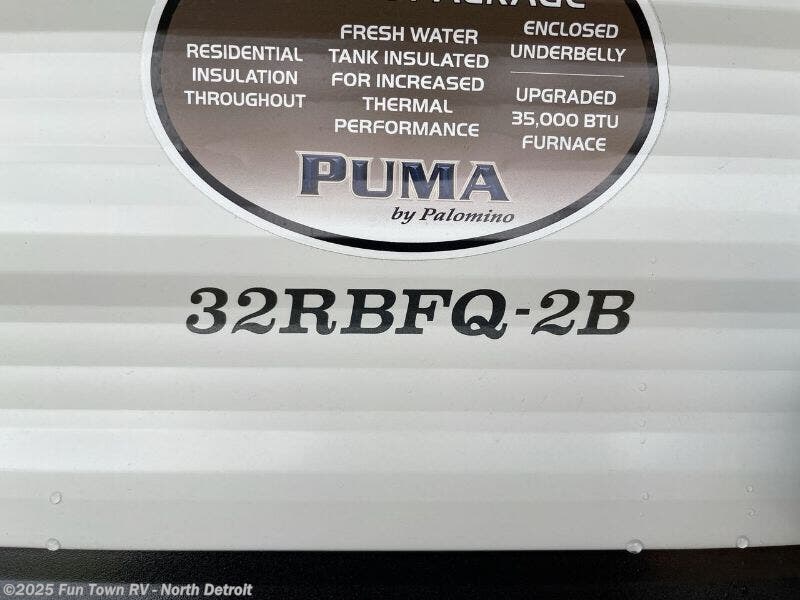 PACKAGE
RESIDENTIAL
INSULATION
THROUGHOUT
FRESH WATER
TANK INSULATED
FOR INCREASED
THERMAL
PERFORMANCE
ENCLOSED
UNDERBELLY
UPGRADED
35,000 BTU
FURNACE
PUMA
by Palomino
32RBFQ-2B
©2025 Fun Town RV - North Detroit